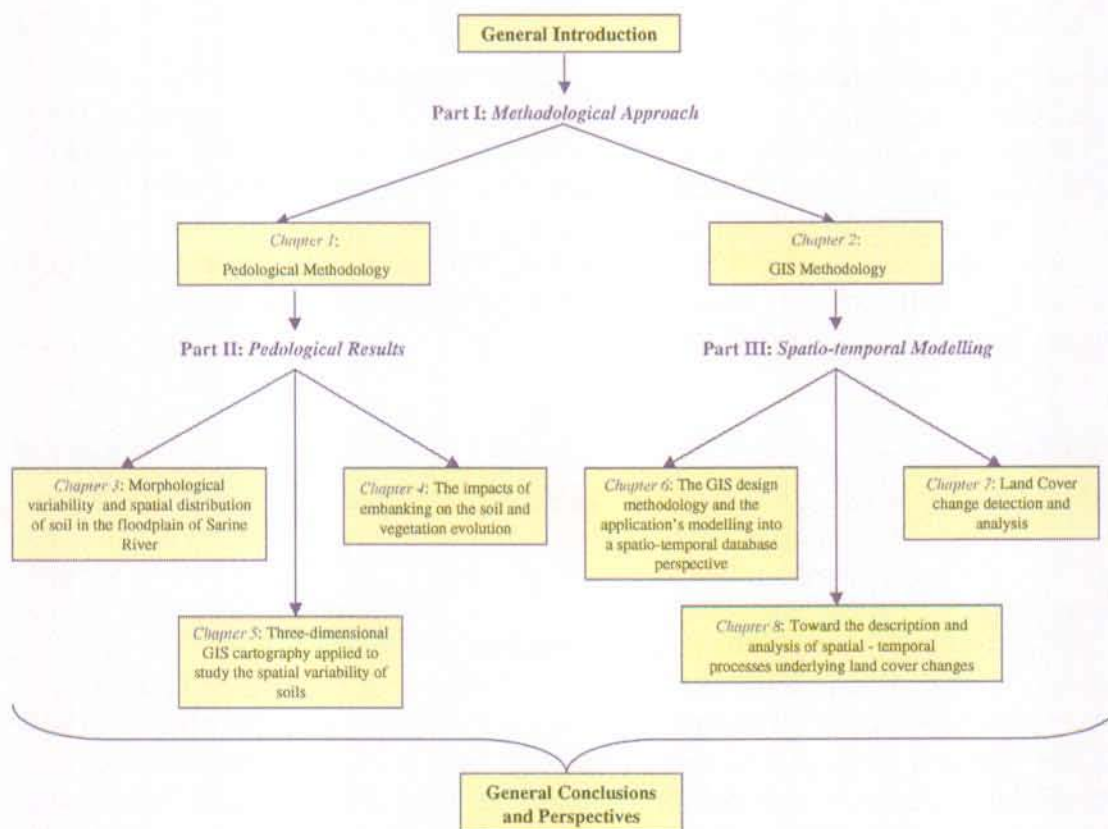 General Introduction
Part I: Methodological Approach
Chapter 1:
Pedological Methodology
Chapter 2:
GIS Methodology
Part II: Pedological Results
Part III: Spatio-temporal Modelling
Chapter 3: Morphological
variability and spatial distribution
of soil in the floodplain of Sarine
River
Chapter 4: The impacts of
embanking on the soil and
vegetation evolution
Chapter 6: The GIS design
methodology and the
application's modelling into
a spatio-temporal database
perspective
Chapter 7: Land Cover
change detection and
analysis
Chapter 5: Three-dimensional
GIS cartography applied to
study the spatial variability of
soils
Chapter 8: Toward the description and
analysis of spatial - temporal
processes underlying land cover changes
General Conclusions
and Perspectives